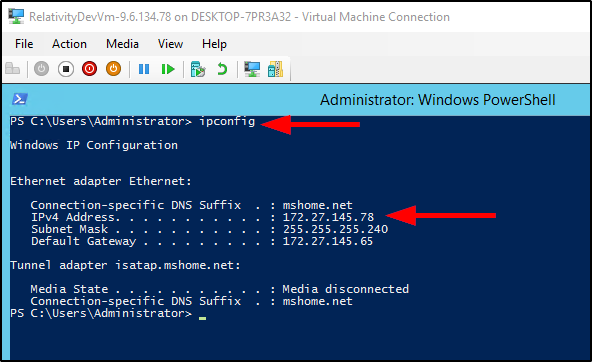 RelativityDevVm-9.6.134.78 on DESKTOP-7PR3A32 - Virtual Machine Connection
File Action Media View Help
Administrator: Windows PowerShell
PS C:\Users\Administrator> ipconfig
Windows IP Configuration
Ethernet adapter Ethernet:
Connection-specific DNS Suffix . : mshome.net
IPv4 Address. . . . . . . . . . . : 172.27.145.78
Subnet Mask . . . . . . . . . . . : 255.255.255.240
Default Gateway . . . . . . . . . : 172.27.145.65
Tunnel adapter isatap.mshome.net:
Media State . . . . . . . . . . . : Media disconnected
Connection-specific DNS Suffix . : mshome.net
PS C:\Users\Administrator> _